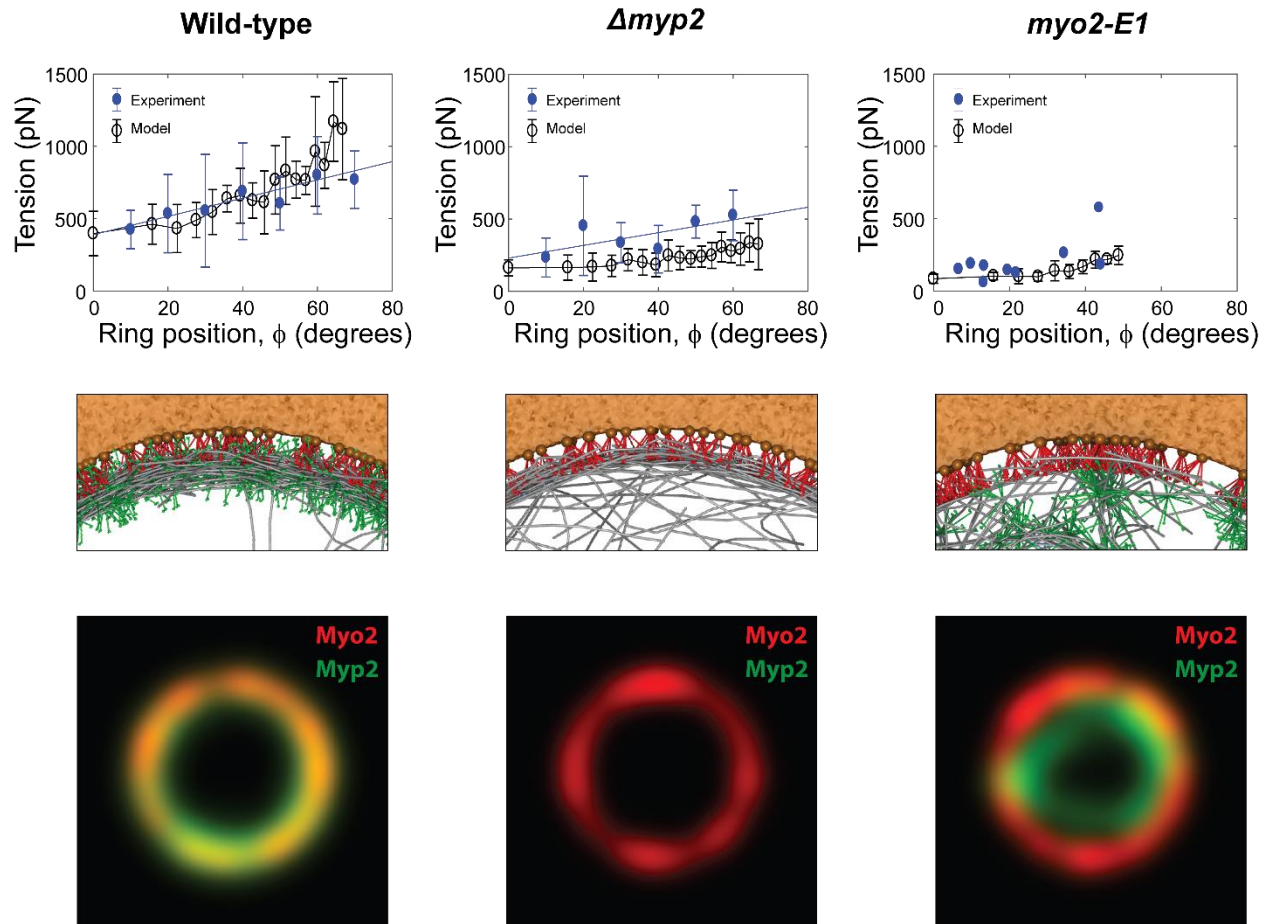 Wild-type
Δmyp2
myo2-E1
Tension (pN)
1500
1000
500
0
Experiment
Model
0 20 40 60 80
Ring position, ϕ (degrees)
Tension (pN)
1500
1000
500
0
Experiment
Model
0 20 40 60 80
Ring position, ϕ (degrees)
Tension (pN)
1500
1000
500
0
Experiment
Model
0 20 40 60 80
Ring position, ϕ (degrees)
Myo2
Myp2
Myo2
Myp2
Myo2
Myp2